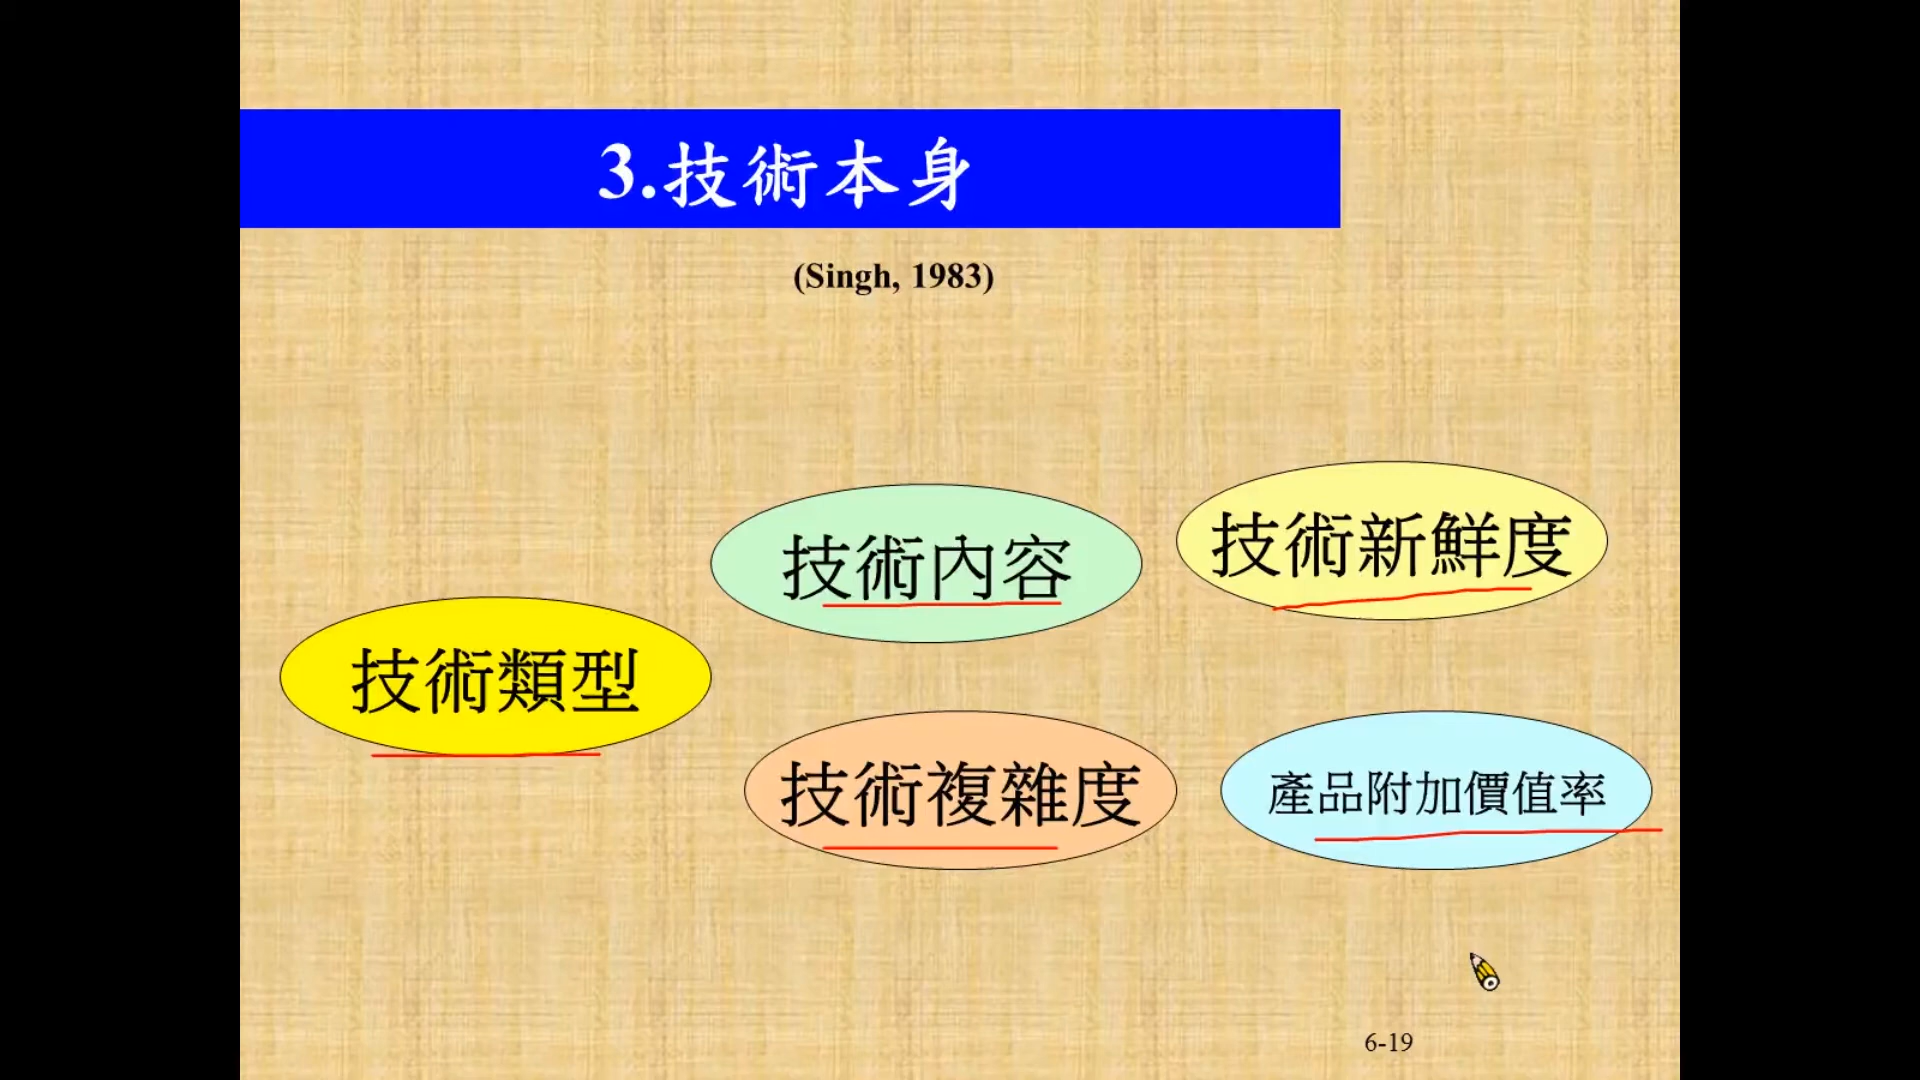 3.技術本身
(Singh, 1983)
技術內容
技術新鮮度
技術類型
技術複雜度
產品附加價值率
6-19